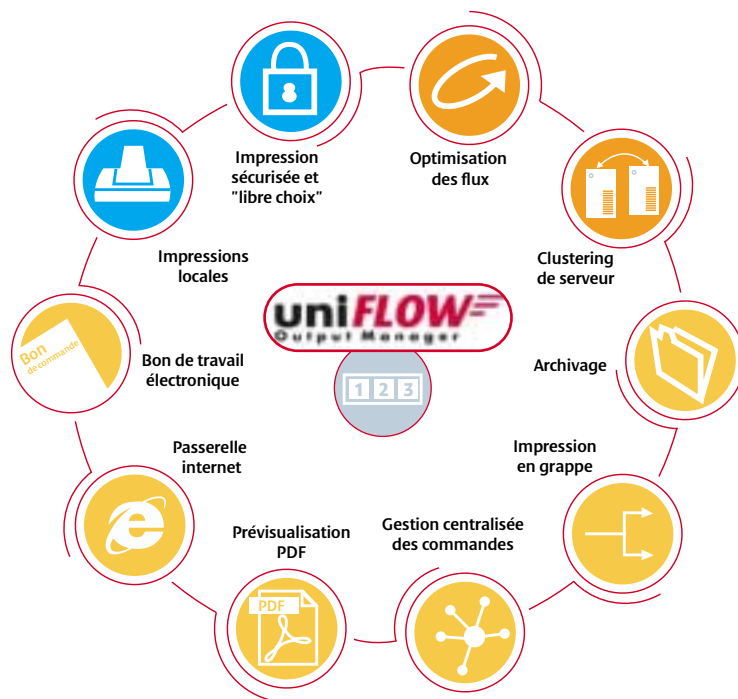 Impression
sécurisée et
"libre choix"
Optimisation
des flux
Clustering
de serveur
Impressions
locales
uniFLOW
Output Manager
1 2 3
Archivage
Bon
de commande
Bon de travail
électronique
Impression
en grappe
Passerelle
internet
Gestion centralisée
des commandes
Prévisualisation
PDF
PDF